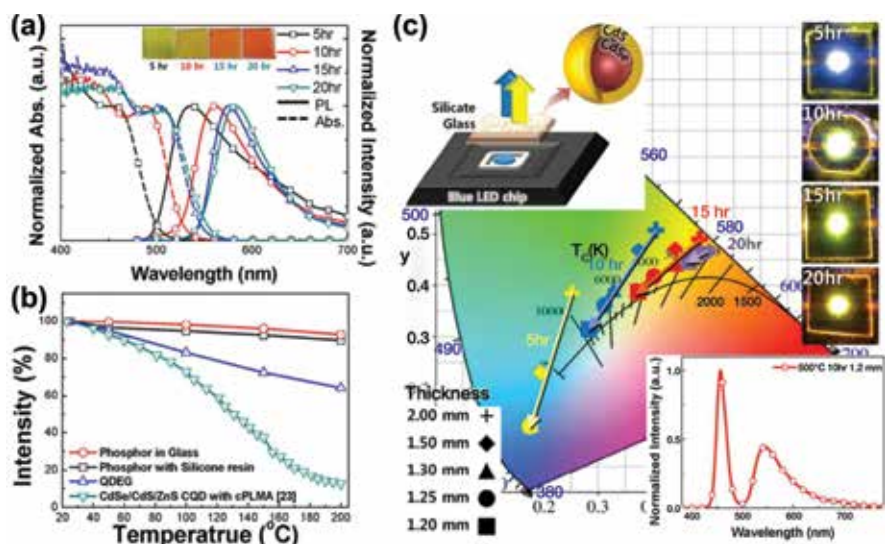 (a)
5hr
10hr
15hr
20hr
PL
Abs.
5 hr 10 hr 15 hr 20 hr
Normalized Abs. (a.u.)
Normalized Intensity (a.u.)
400 500 600 700
Wavelength (nm)
(b)
100
80
60
40
20
0
Intensity (%)
Phosphor in Glass
Phosphor with Silicone resin
QDEG
CdSe/CdS/ZnS CQD with cPLMA [23]
20 40 60 80 100 120 140 160 180 200
Temperatrue (°C)
(c)
CdS
CdSe
Silicate
Glass
Blue LED chip
5hr
10hr
15hr
20hr
560
500
580
15 hr
20hr
600
0.5
y
0.4
0.3
490
380
T_C(K)
10 hr
6000
2000 1500
5hr
Thickness
2.00 mm
1.50 mm
1.30 mm
1.25 mm
1.20 mm
0.2 0.3
500°C 10hr 1.2 mm
Normalized Intensity (a.u.)
1.0
0.5
0.0
400 500 600 700
Wavelength (nm)